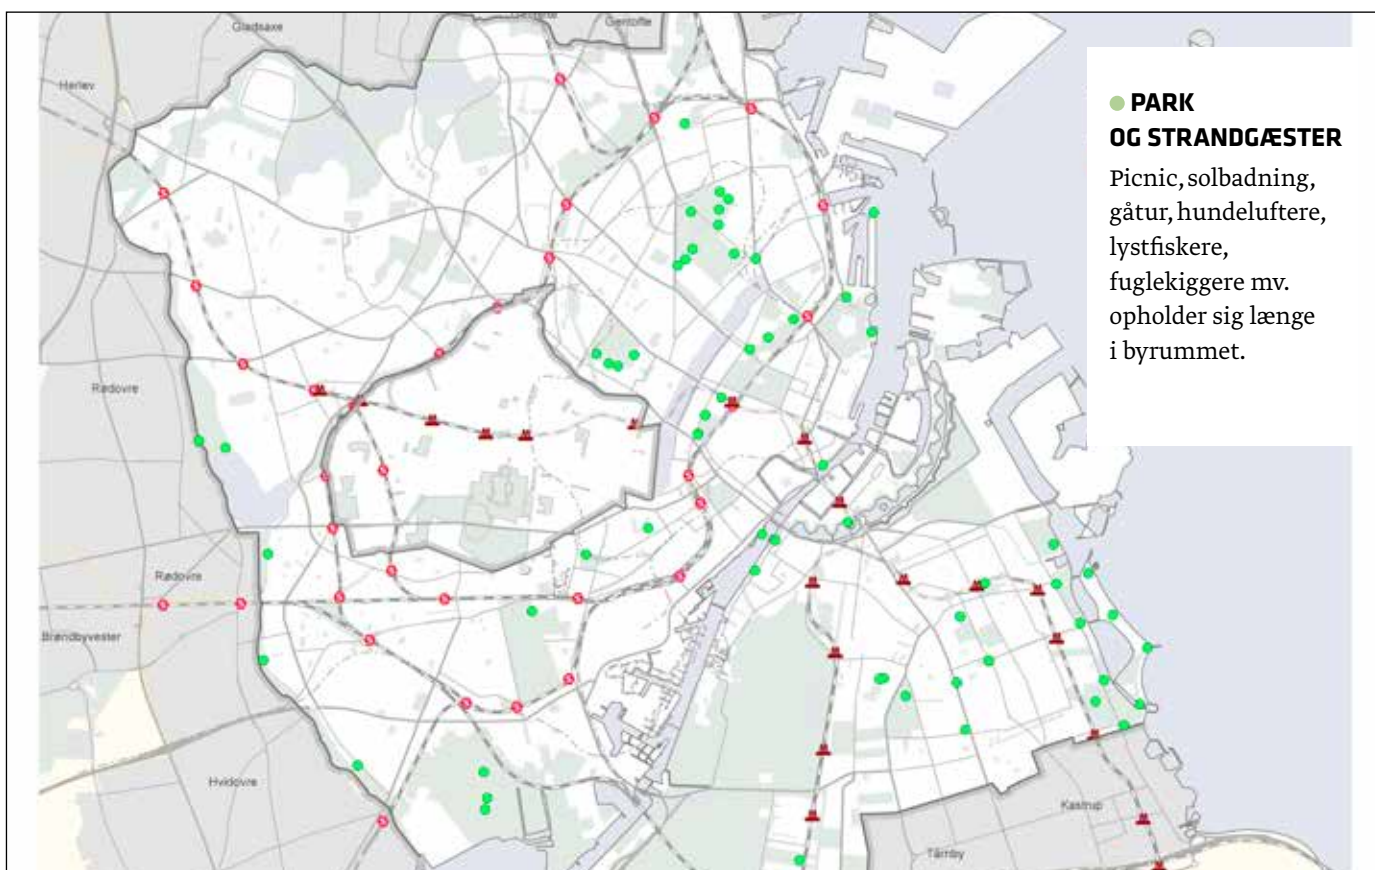 Gladsaxe
Gentofte
Herlev
● PARK
OG STRANDGÆSTER
Picnic, solbadning,
gåtur, hundeluftere,
lystfiskere,
fuglekiggere mv.
opholder sig længe
i byrummet.
Rødovre
Rødovre
Brøndbyvester
Hvidovre
Kastrup
Tårnby